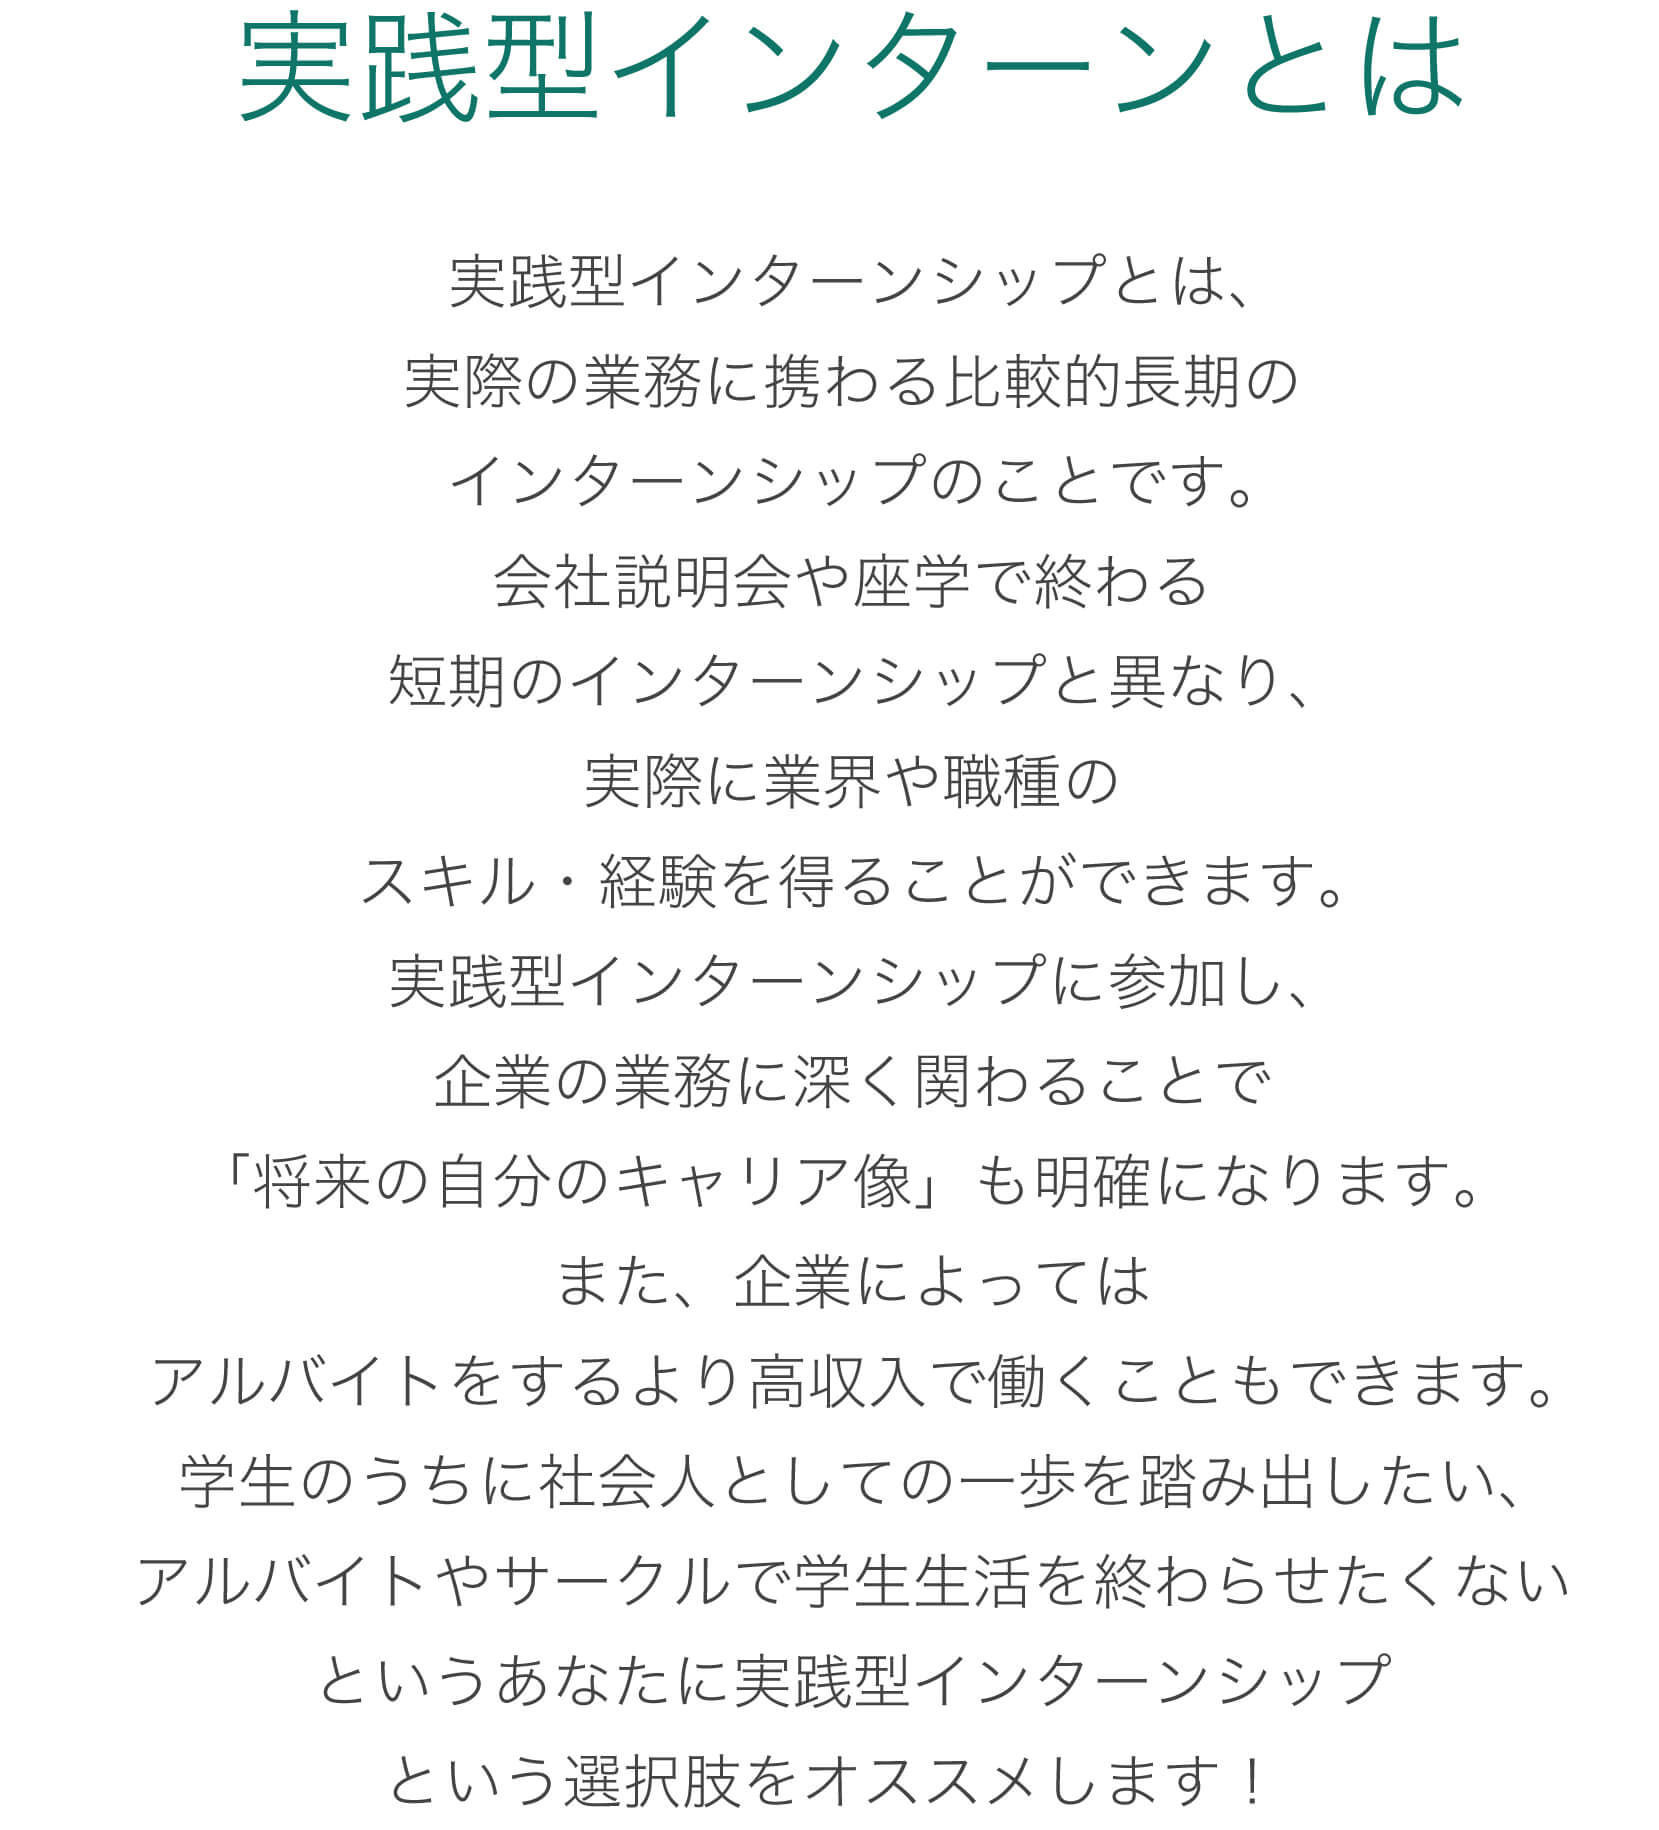 実践型インターンとは
実践型インターンシップとは、
実際の業務に携わる比較的長期の
インターンシップのことです。
会社説明会や座学で終わる
短期のインターンシップと異なり、
実際に業界や職種の
スキル・経験を得ることができます。
実践型インターンシップに参加し、
企業の業務に深く関わることで
「将来の自分のキャリア像」も明確になります。
また、企業によっては
アルバイトをするより高収入で働くこともできます。
学生のうちに社会人としての一歩を踏み出したい、
アルバイトやサークルで学生生活を終わらせたくない
というあなたに実践型インターンシップ
という選択肢をオススメします！